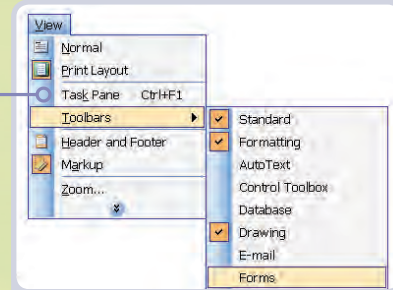 View
Normal
Print Layout
Task Pane Ctrl+F1
Toolbars
Header and Footer
Markup
Zoom...
Standard
Formatting
AutoText
Control Toolbox
Database
Drawing
E-mail
Forms